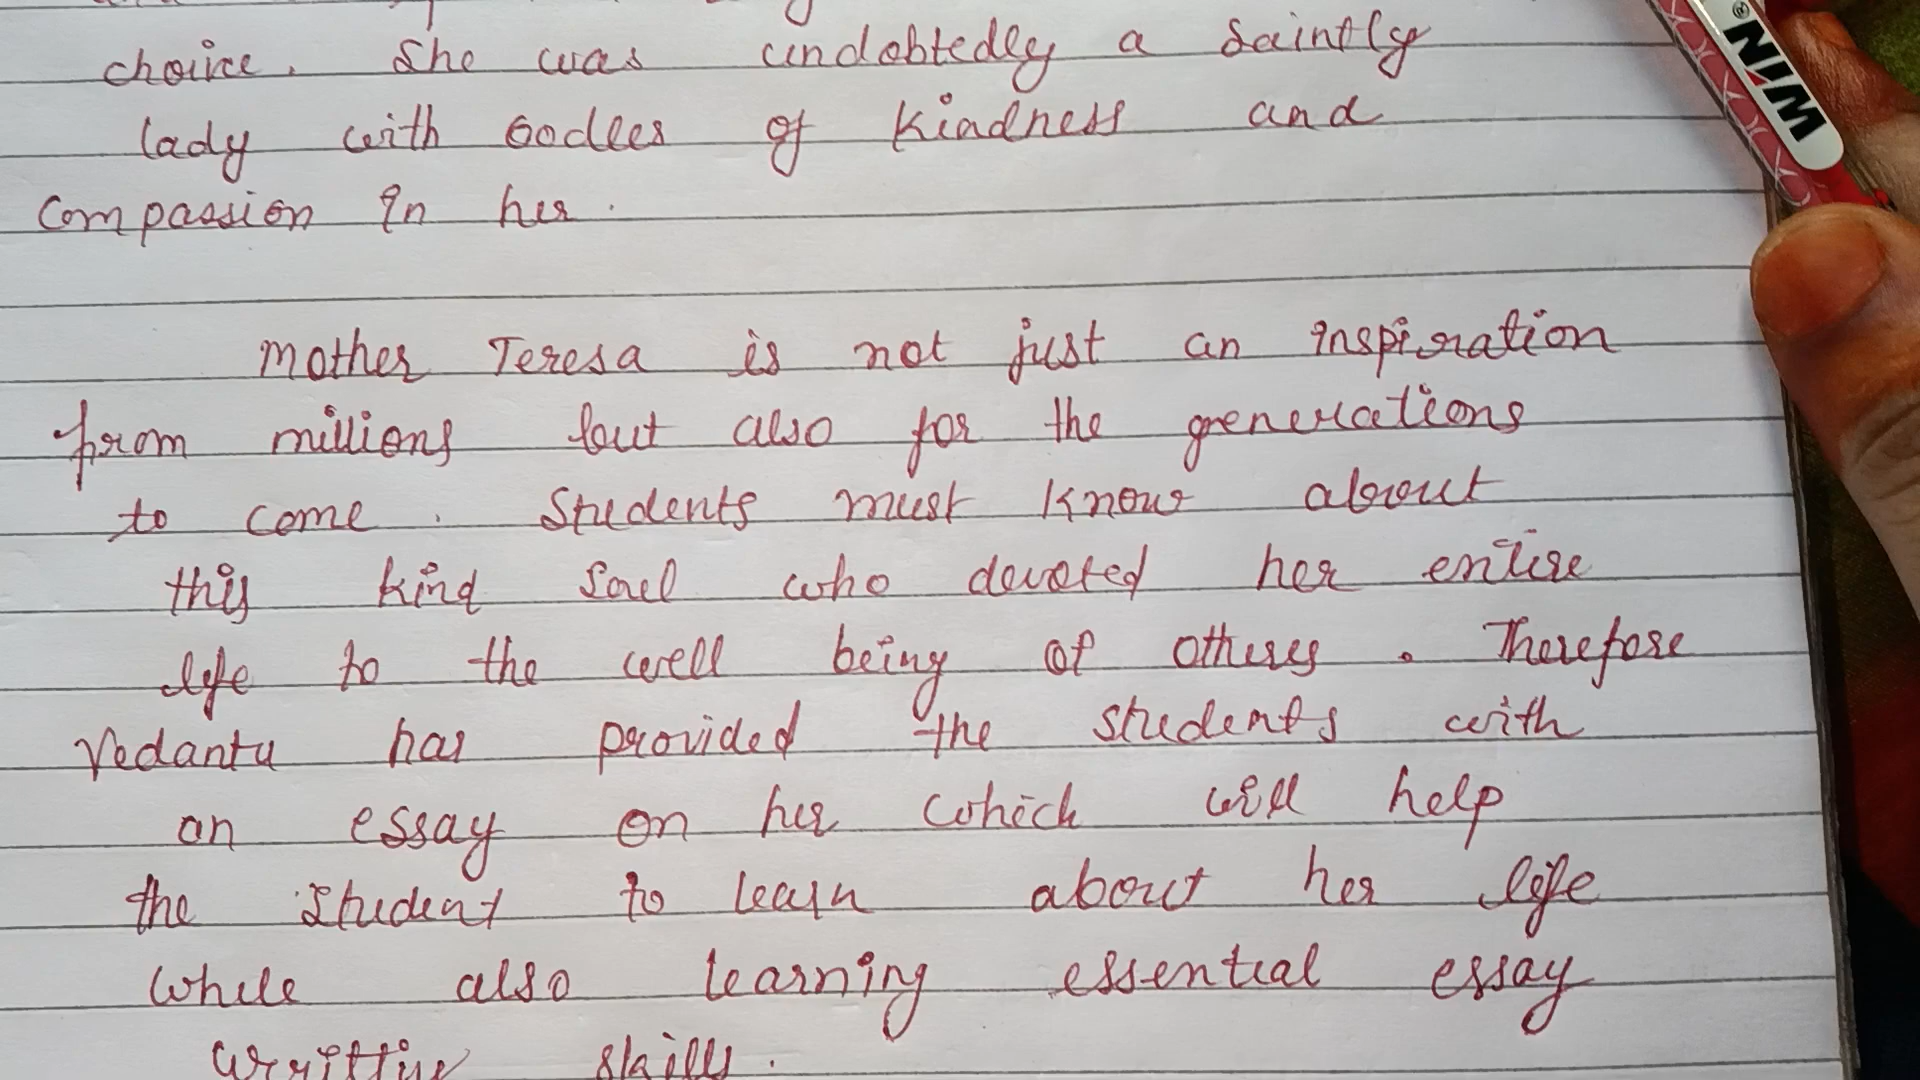 choice. She was undobtedly a saintly
lady with oodles of kindness and
compassion in her.
Mother Teresa is not just an inspiration
from millions but also for the generations
to come. Students must know about
this kind soul who devoted her entire
life to the well being of others. Therefore
Vedantu has provided the students with
an essay on her which will help
the student to learn about her life
while also learning essential essay
skills.
WIN®